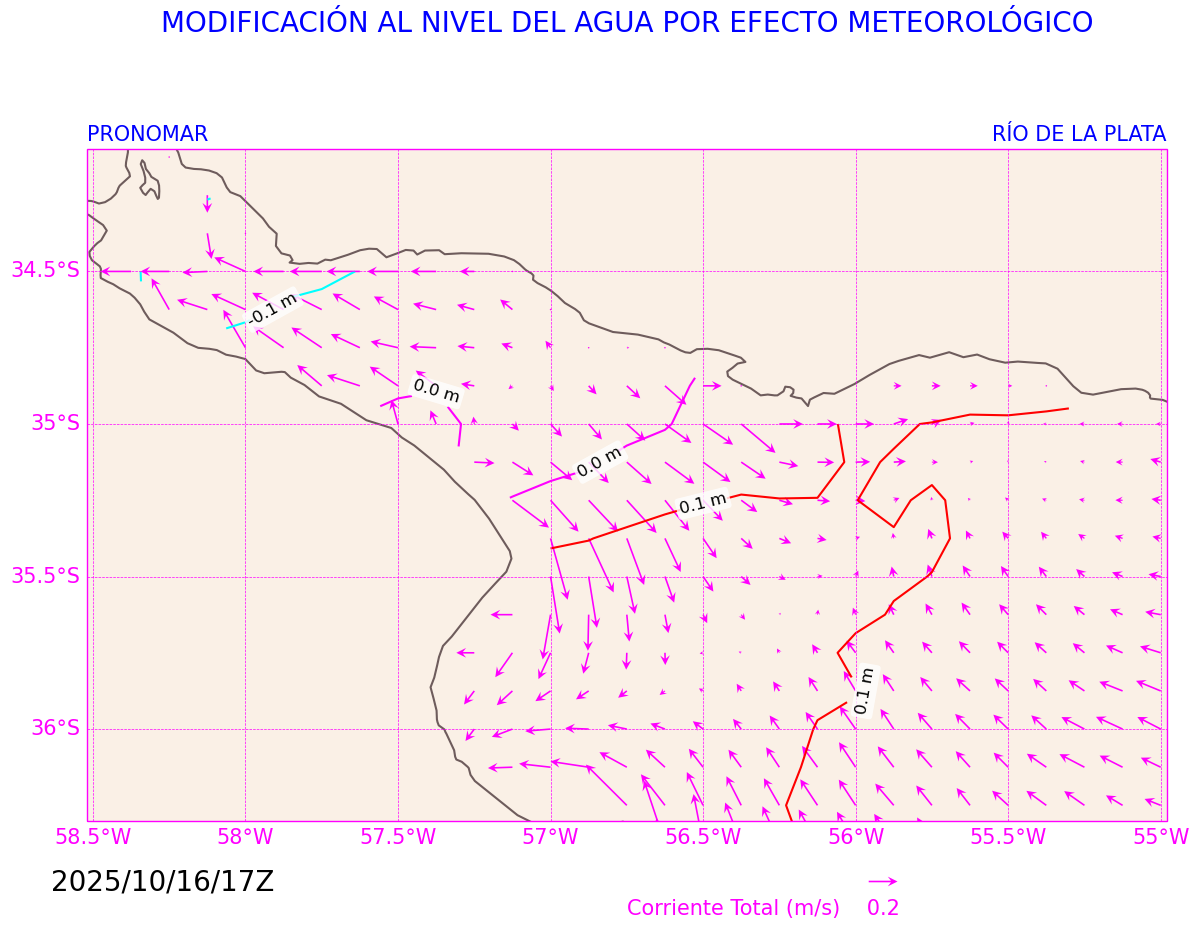 MODIFICACIÓN AL NIVEL DEL AGUA POR EFECTO METEOROLÓGICO
PRONOMAR
RÍO DE LA PLATA
34.5°S
-0.1 m
0.0 m
35°S
0.0 m
0.1 m
35.5°S
0.1 m
36°S
58.5°W
58°W
57.5°W
57°W
56.5°W
56°W
55.5°W
55°W
2025/10/16/17Z
Corriente Total (m/s)
0.2